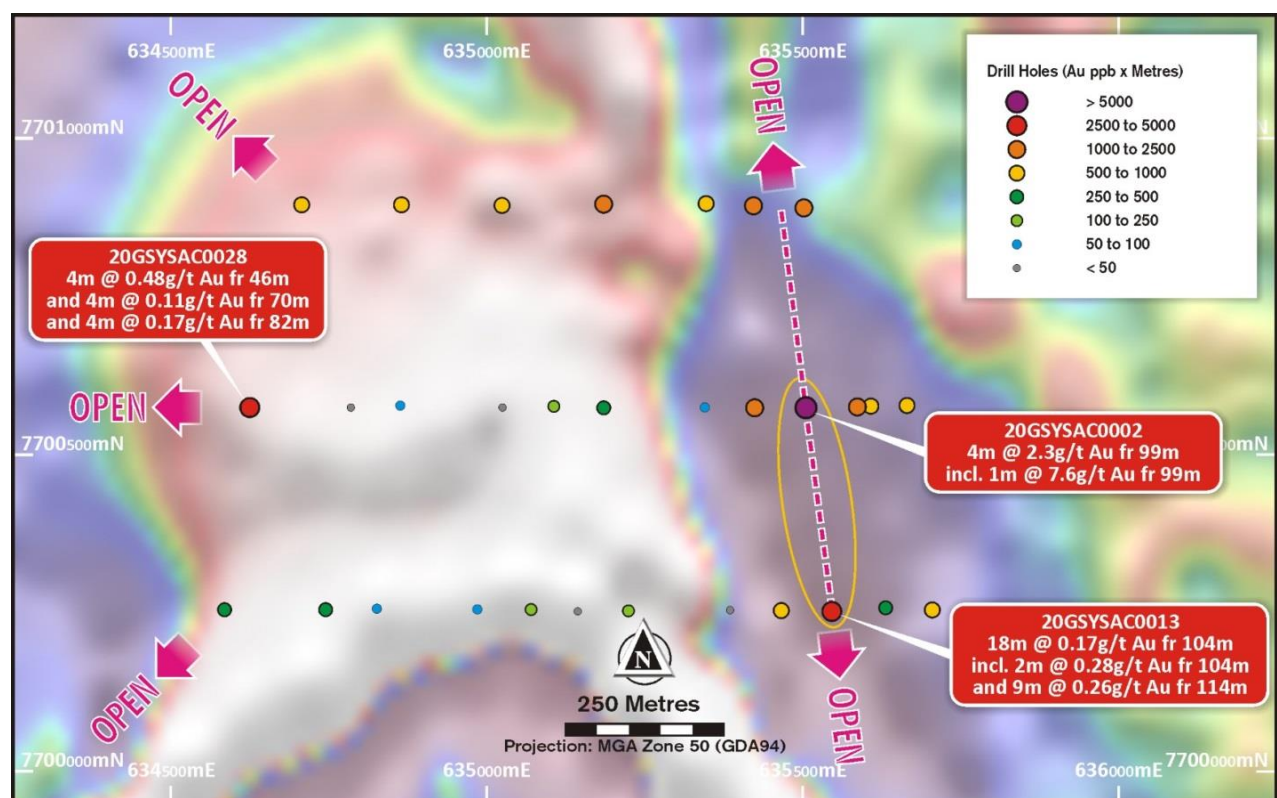 634500mE
635000mE
635500mE
OPEN
OPEN
7701000mN
Drill Holes (Au ppb x Metres)
> 5000
2500 to 5000
1000 to 2500
500 to 1000
250 to 500
100 to 250
50 to 100
< 50
20GSYSAC0028
4m @ 0.48g/t Au fr 46m
and 4m @ 0.11g/t Au fr 70m
and 4m @ 0.17g/t Au fr 82m
OPEN
7700500mN
20GSYSAC0002
4m @ 2.3g/t Au fr 99m
incl. 1m @ 7.6g/t Au fr 99m
mN
20GSYSAC0013
18m @ 0.17g/t Au fr 104m
incl. 2m @ 0.28g/t Au fr 104m
and 9m @ 0.26g/t Au fr 114m
OPEN
OPEN
N
250 Metres
Projection: MGA Zone 50 (GDA94)
7700000mN
634500mE
635000mE
635500mE
636000mE
7700000mN